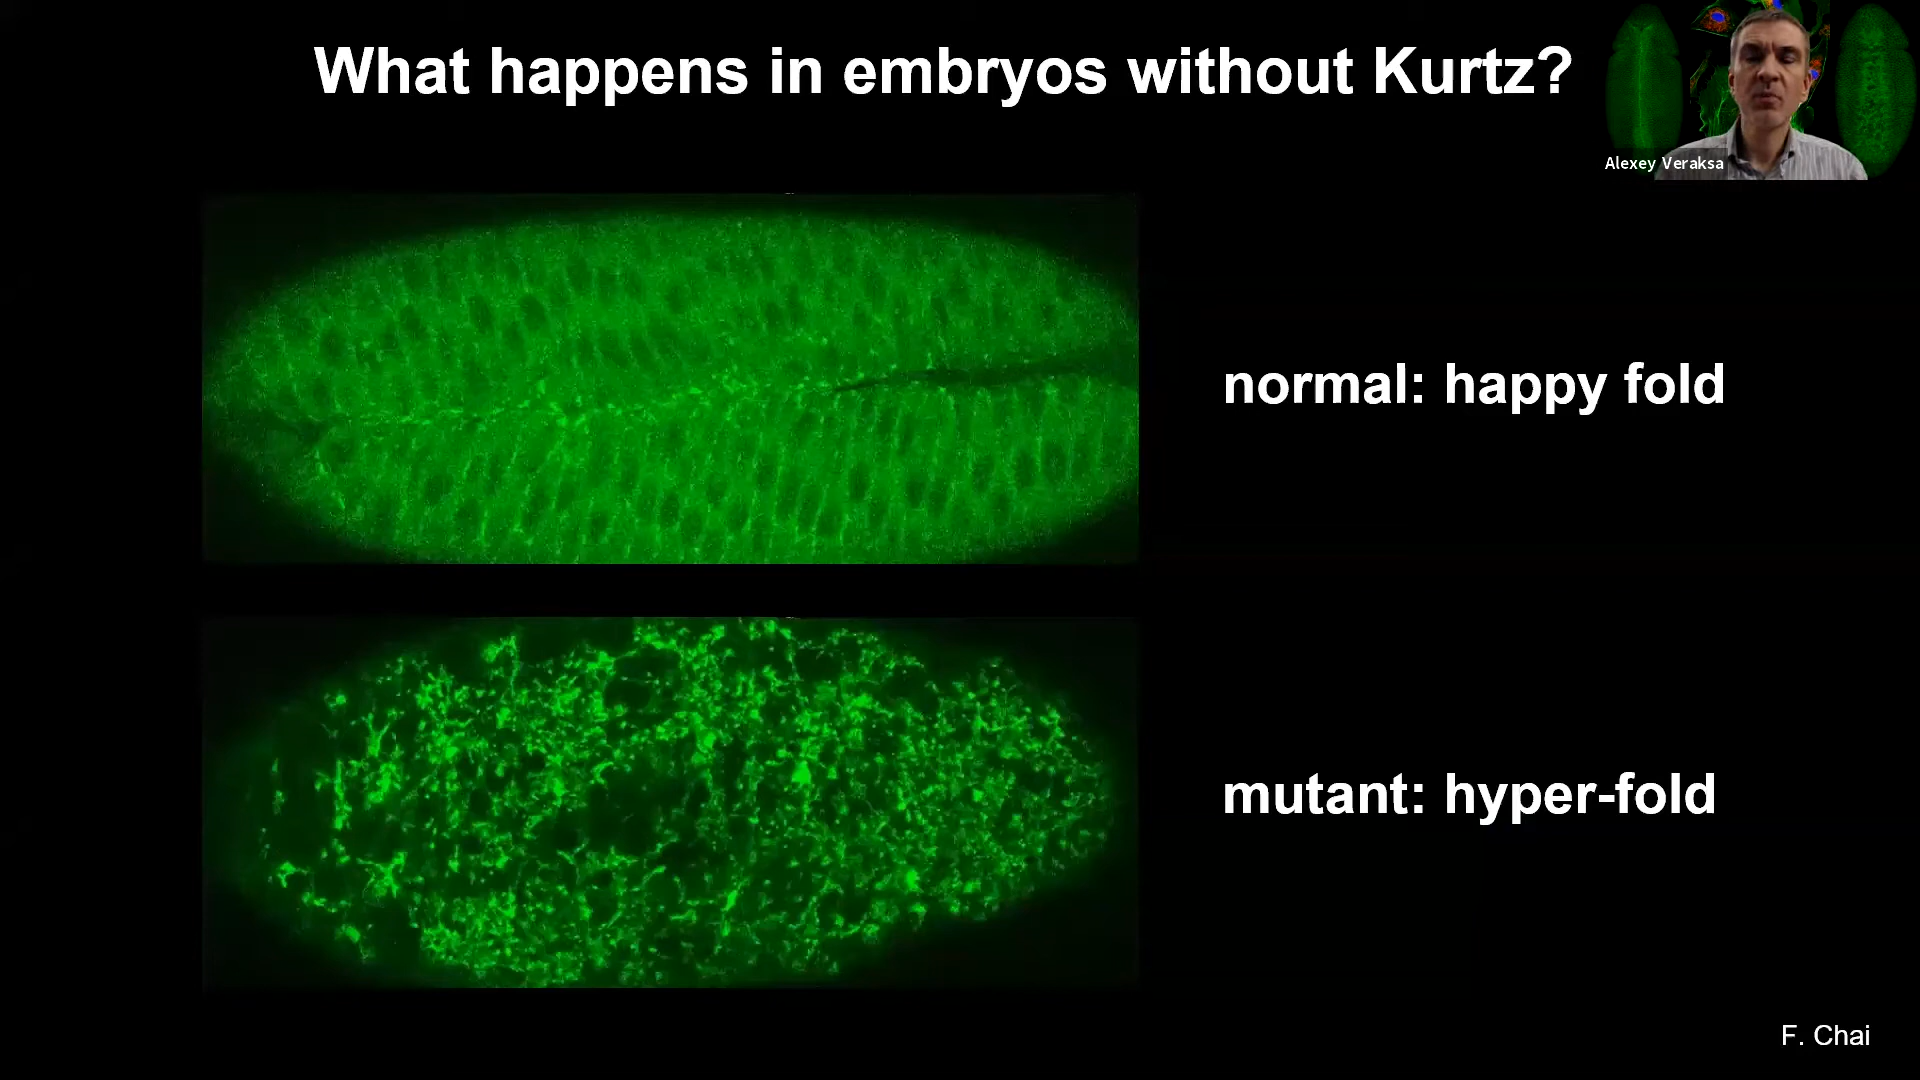 What happens in embryos without Kurtz?
Alexey Veraksa
normal: happy fold
mutant: hyper-fold
F. Chai